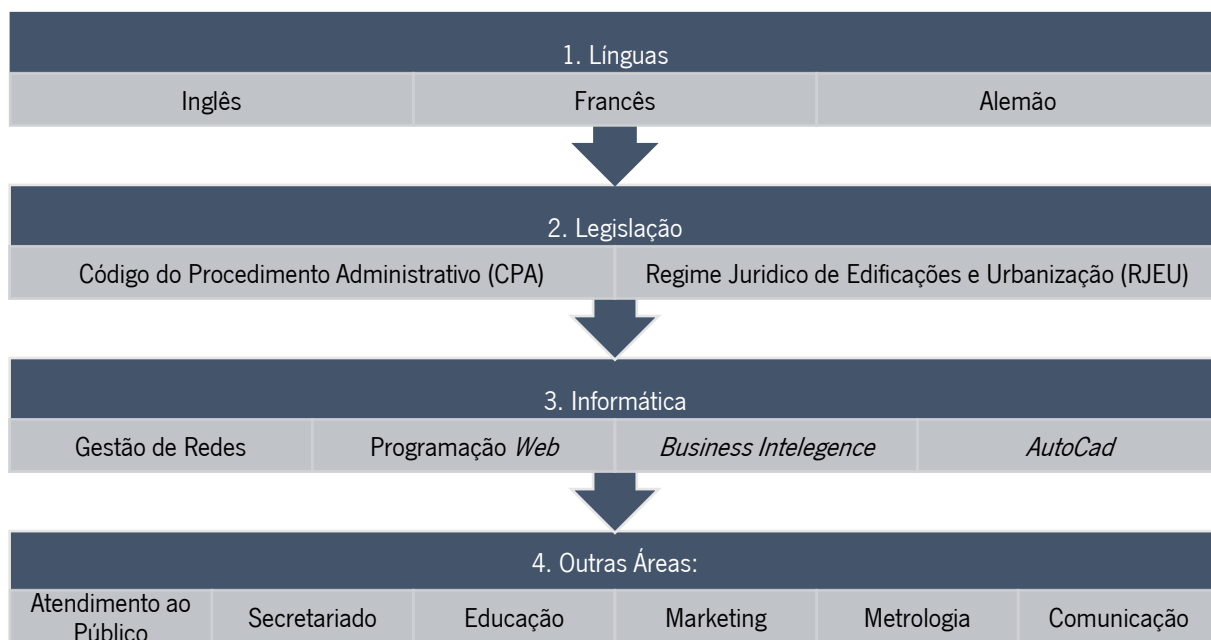 1. Línguas
Inglês
Francês
Alemão
2. Legislação
Código do Procedimento Administrativo (CPA)
Regime Juridico de Edificações e Urbanização (RJEU)
3. Informática
Gestão de Redes
Programação Web
Business Intelegence
AutoCad
4. Outras Áreas:
Atendimento ao
Público
Secretariado
Educação
Marketing
Metrologia
Comunicação